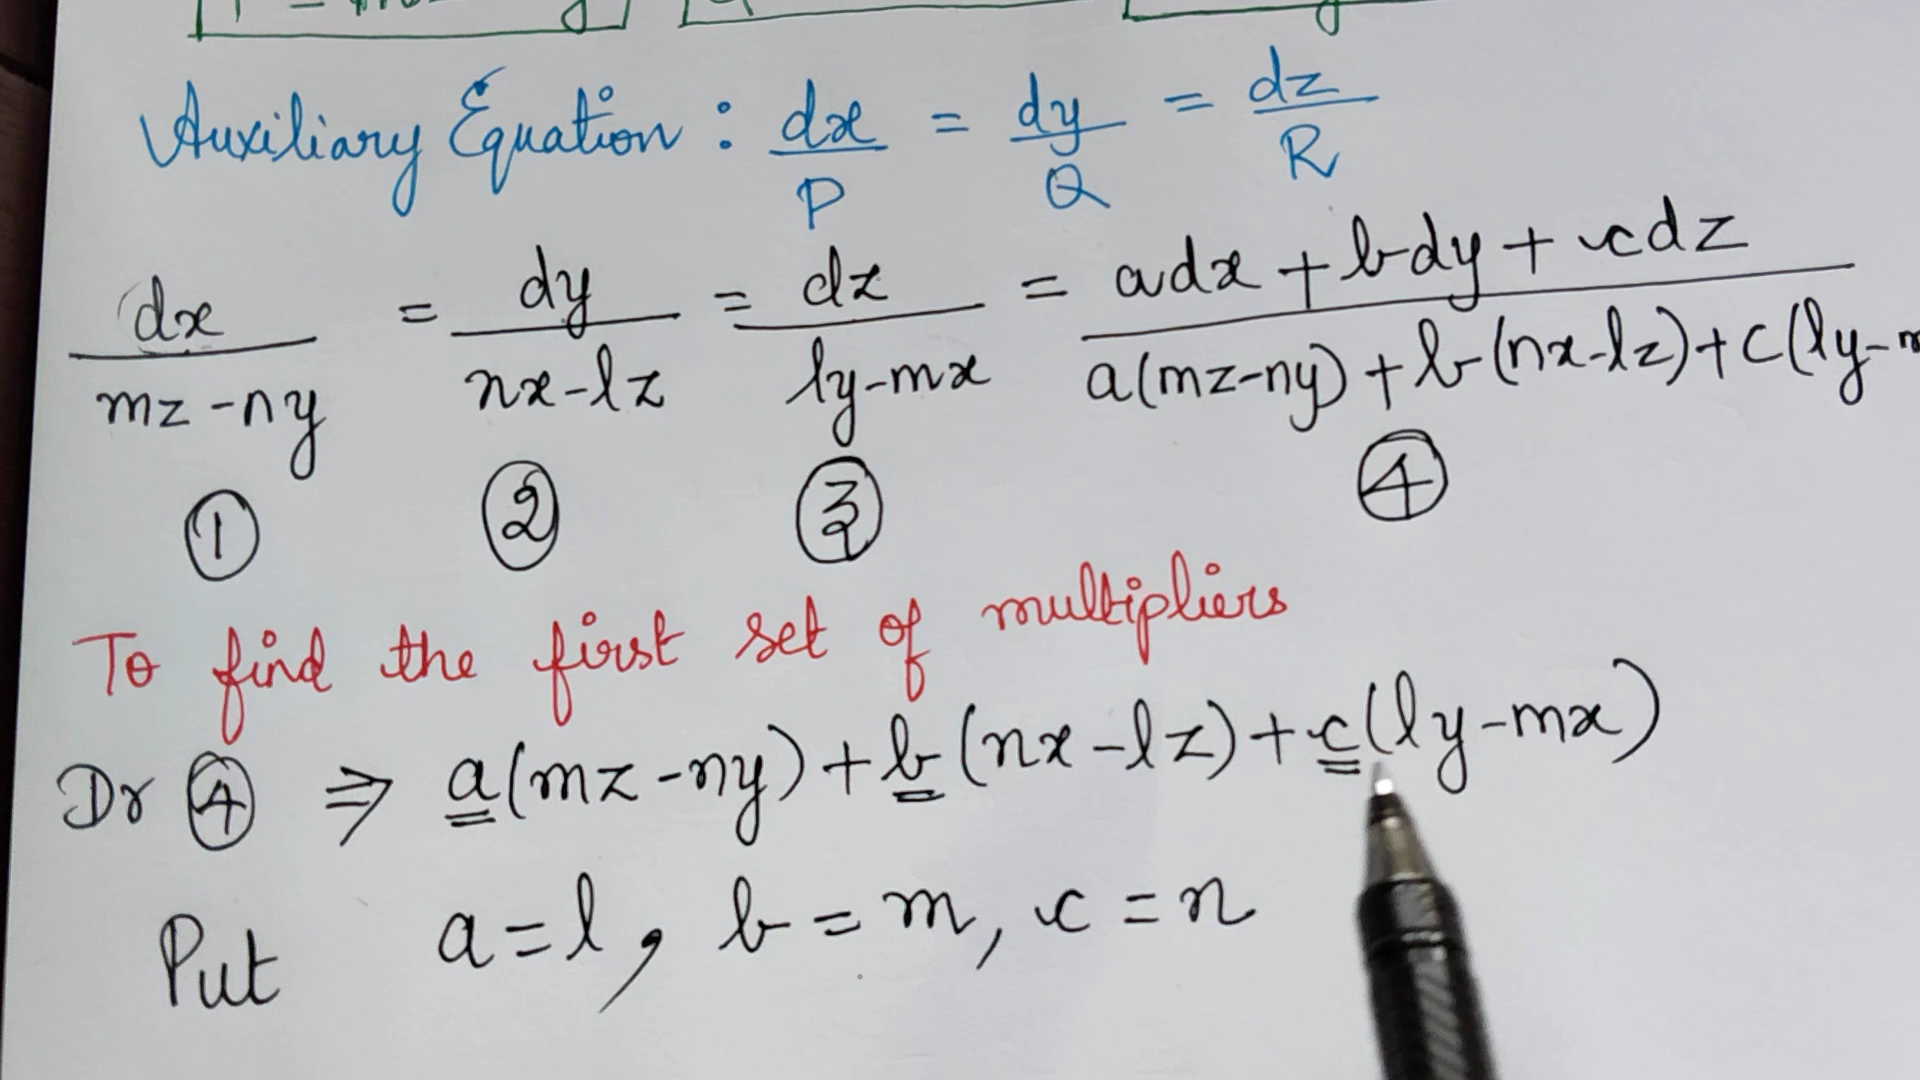 Auxiliary Equation : dx/P = dy/Q = dz/R
dx/(mz-ny) = dy/(nx-lz) = dz/(ly-mx) = (adx+bdy+cdz)/(a(mz-ny)+b(nx-lz)+c(ly-m
① ② ③ ④
To find the first set of multipliers
Dr ④ ⇒ a(mz-ny)+b(nx-lz)+c(ly-mx)
Put a=l, b=m, c=n